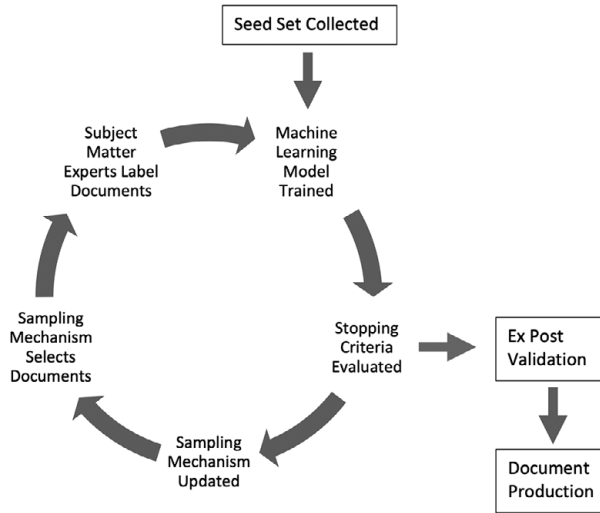 Seed Set Collected
Machine
Learning
Model
Trained
Stopping
Criteria
Evaluated
Ex Post
Validation
Document
Production
Sampling
Mechanism
Updated
Sampling
Mechanism
Selects
Documents
Subject
Matter
Experts Label
Documents